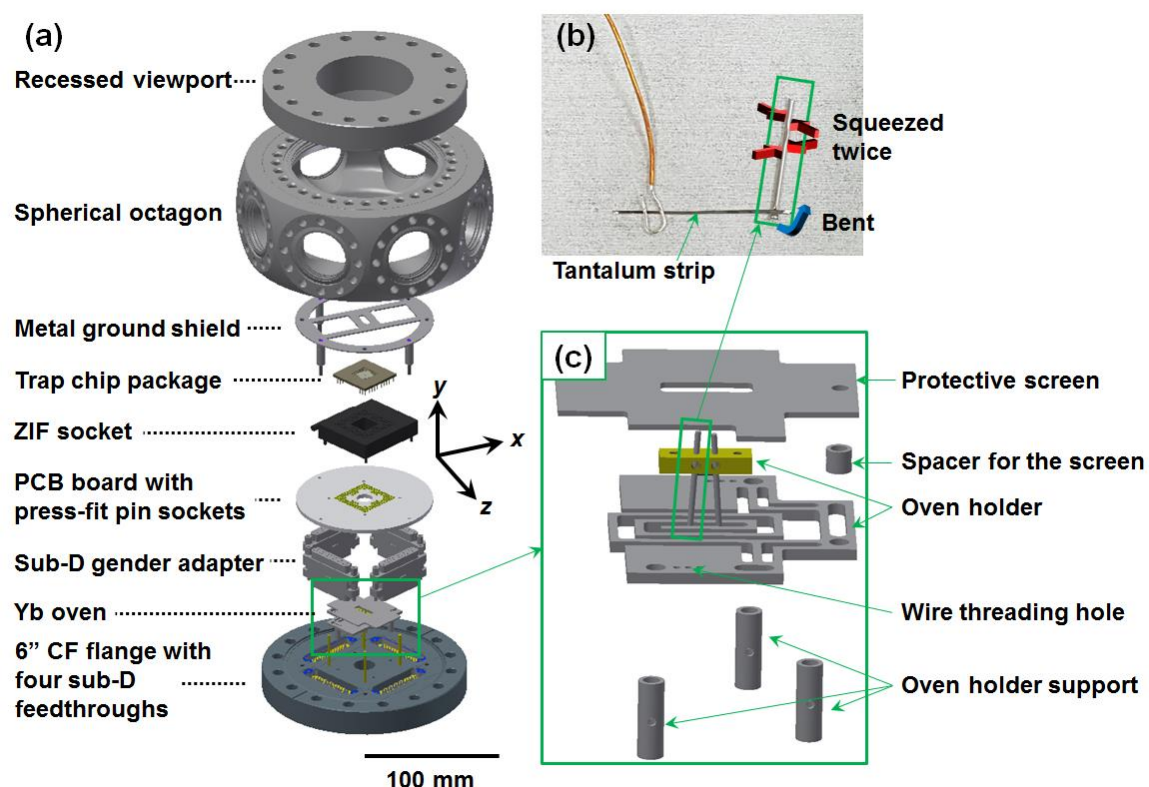 (a)
Recessed viewport
Spherical octagon
Metal ground shield
Trap chip package
ZIF socket
PCB board with
press-fit pin sockets
Sub-D gender adapter
Yb oven
6” CF flange with
four sub-D
feedthroughs
y
x
z
100 mm
(b)
Squeezed
twice
Bent
Tantalum strip
(c)
Protective screen
Spacer for the screen
Oven holder
Wire threading hole
Oven holder support